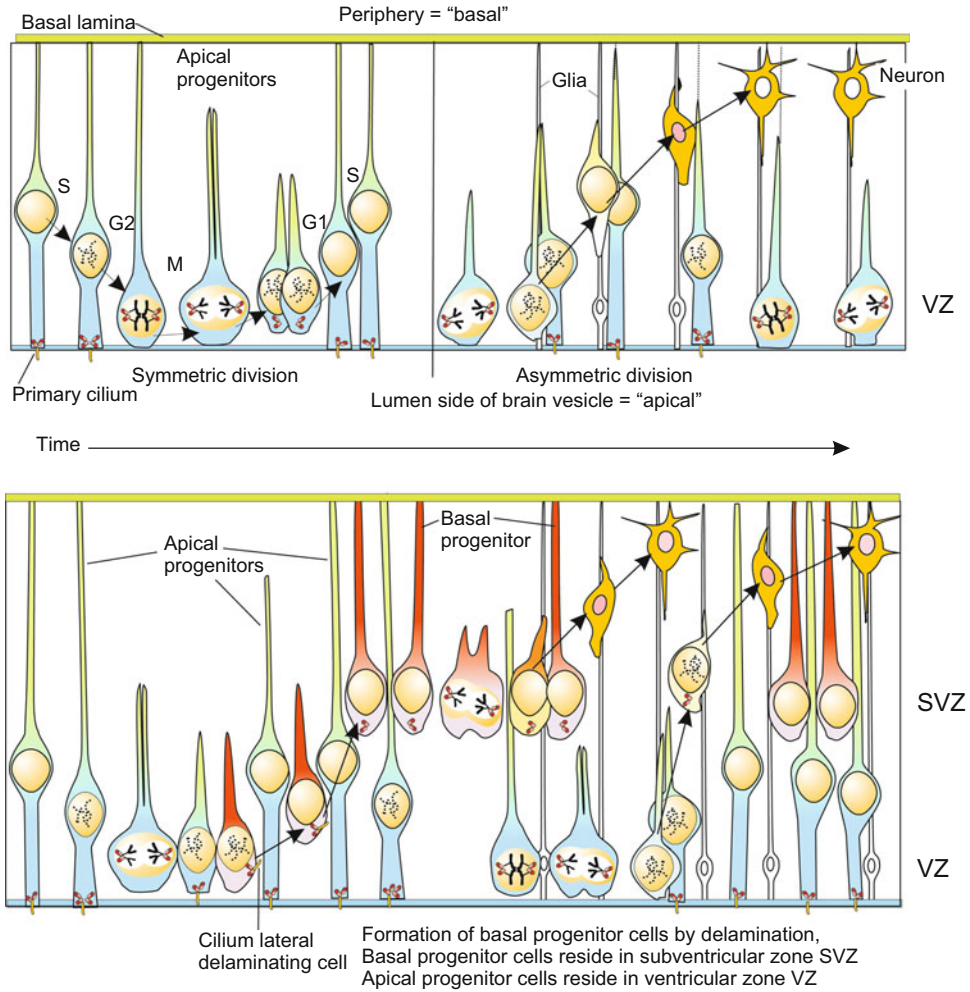 Periphery = “basal”
Basal lamina
Apical
progenitors
Glia
Neuron
S
G2
M
G1
S
VZ
Symmetric division
Asymmetric division
Primary cilium
Lumen side of brain vesicle = “apical”
Time
Apical
progenitors
Basal
progenitor
SVZ
VZ
Cilium lateral
delaminating cell
Formation of basal progenitor cells by delamination,
Basal progenitor cells reside in subventricular zone SVZ
Apical progenitor cells reside in ventricular zone VZ